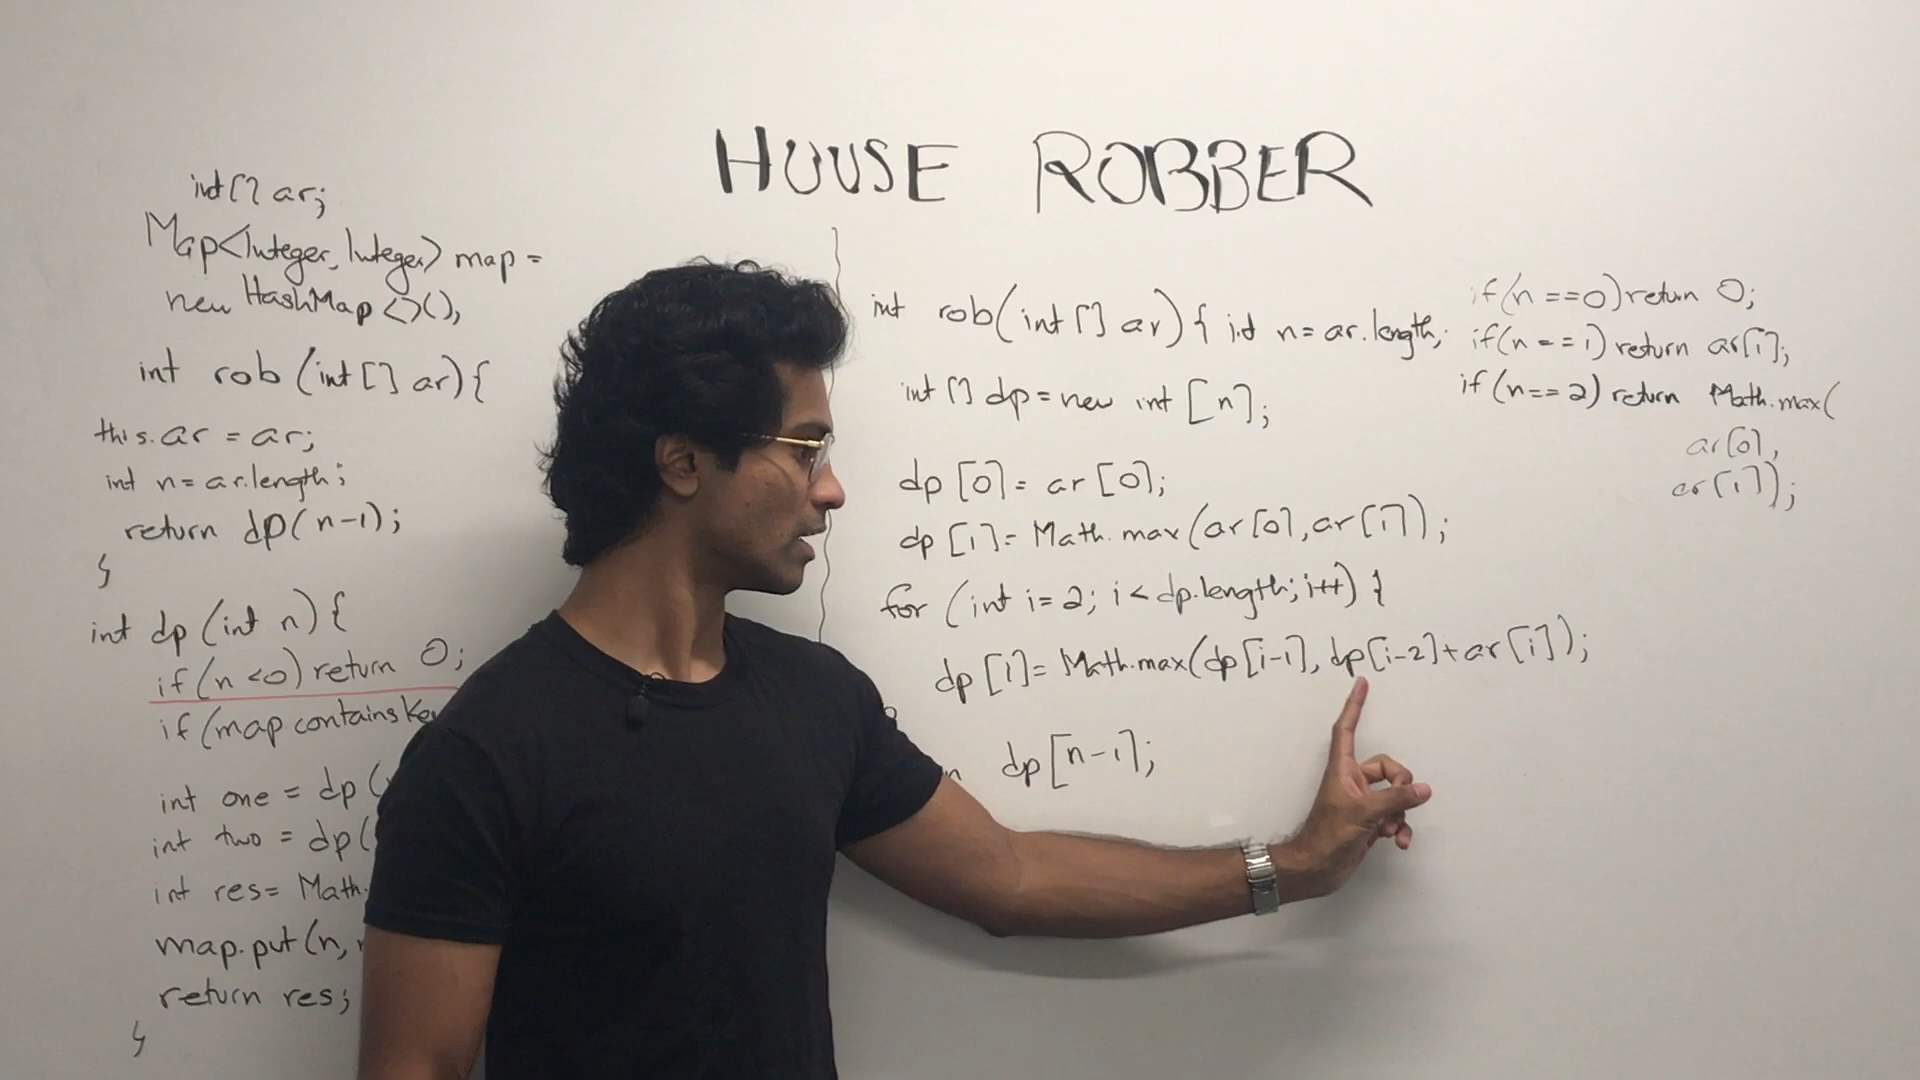 HOUSE ROBBER
int[] ar;
Map<Integer, Integer> map =
new HashMap<>();
int rob (int[] ar){
this.ar = ar;
int n = ar.length;
return dp(n-1);
}
int dp (int n) {
if (n<0) return 0;
if (map.containsKe
int one = dp(
int two = dp(
int res = Math.
map.put(n,
return res;
}
int rob(int[] ar) { int n = ar.length;
int [] dp = new int [n];
dp [0] = ar [0];
dp [1] = Math.max(ar[0], ar[1]);
for (int i=2; i<dp.length; i++) {
dp [i] = Math.max(dp[i-1], dp[i-2]+ar[i]);
n dp[n-1];
if(n==0) return 0;
if(n==1) return ar[1];
if(n==2) return Math.max(
ar[0],
ar[1]);